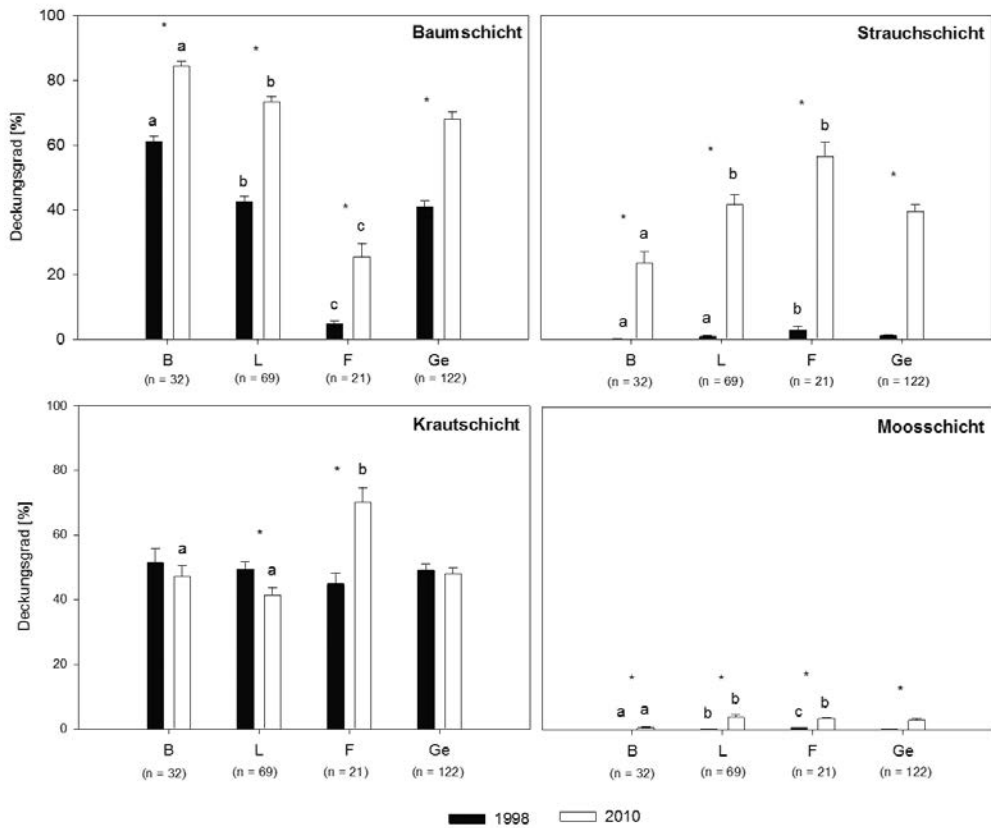 Baumschicht
Deckungsgrad [%]
100
80
60
40
20
0
* a a
* b b
* c c
*
B L F Ge
(n = 32) (n = 69) (n = 21) (n = 122)
Strauchschicht
* a a
* a b
* b b
*
B L F Ge
(n = 32) (n = 69) (n = 21) (n = 122)
Krautschicht
Deckungsgrad [%]
100
80
60
40
20
0
a
* a
* b
B L F Ge
(n = 32) (n = 69) (n = 21) (n = 122)
Moosschicht
* a a
* b b
* c b
*
B L F Ge
(n = 32) (n = 69) (n = 21) (n = 122)
1998 2010